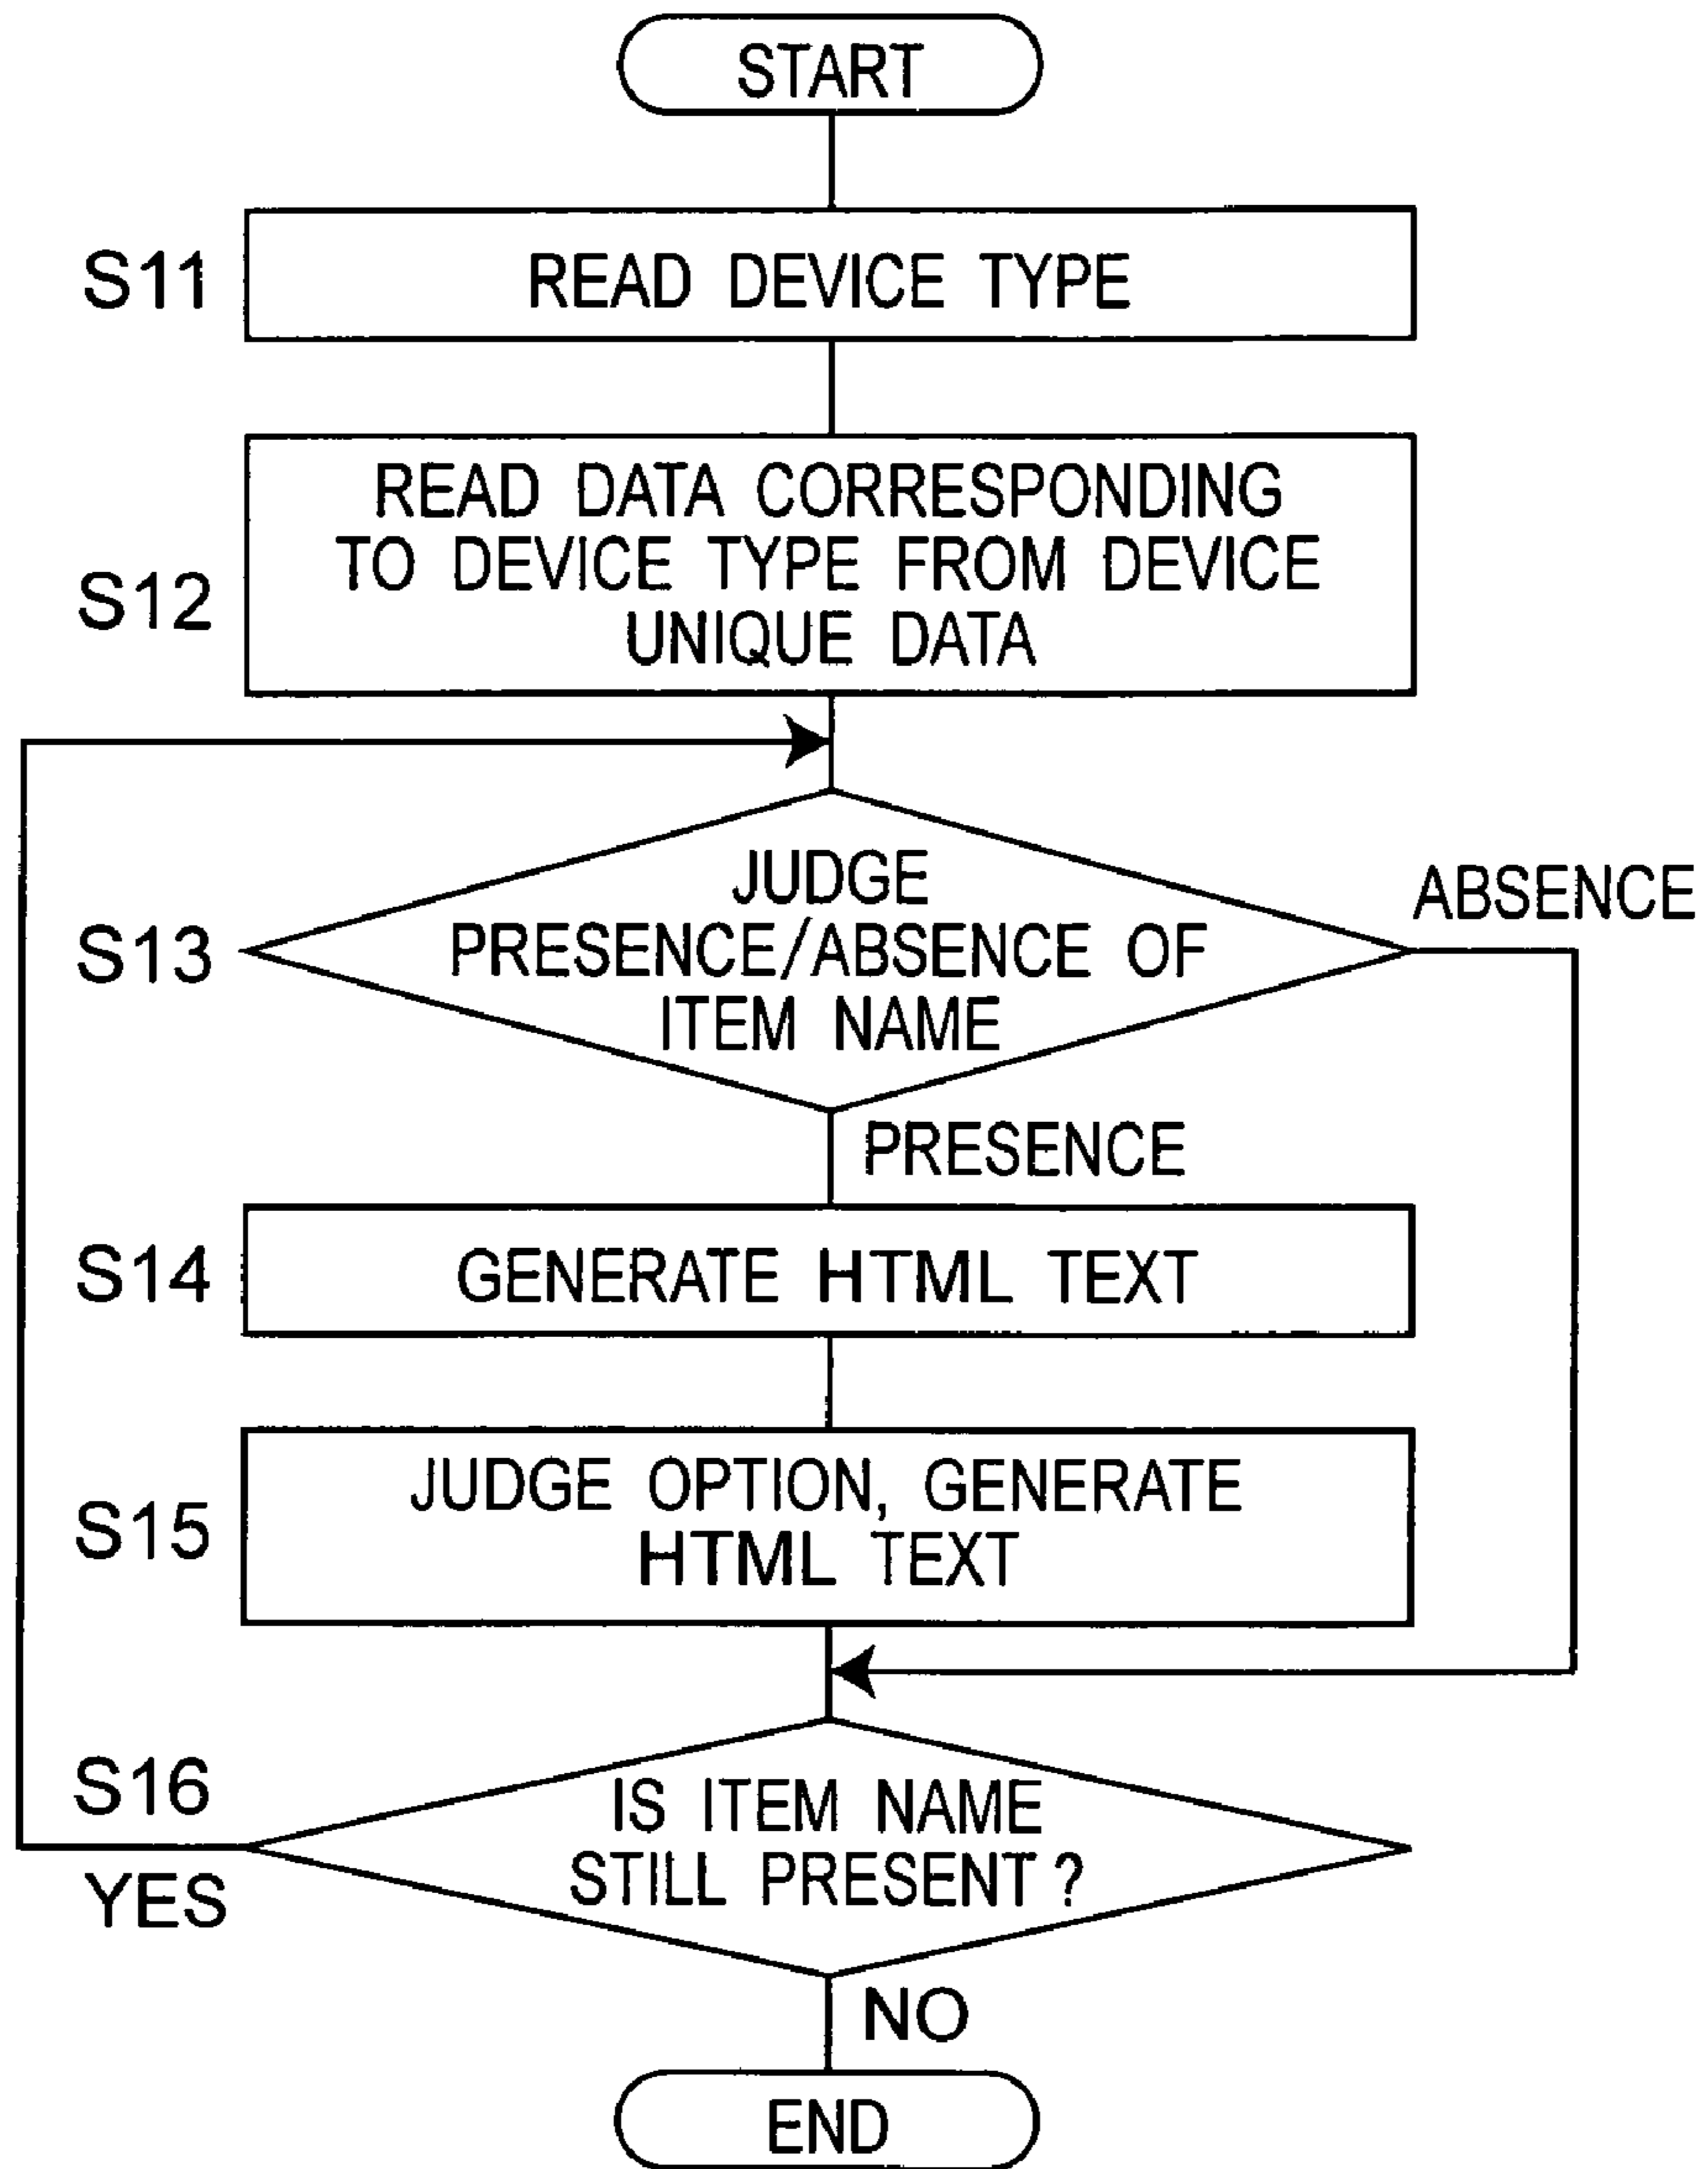 START
S11
READ DEVICE TYPE
READ DATA CORRESPONDING
TO DEVICE TYPE FROM DEVICE
S12
UNIQUE DATA
JUDGE
ABSENCE
S13
PRESENCE/ABSENCE OF
ITEM NAME
PRESENCE
S14
GENERATE HTML TEXT
JUDGE OPTION, GENERATE
S15
HTML TEXT
S16
IS ITEM NAME
STILL PRESENT?
YES
NO
END